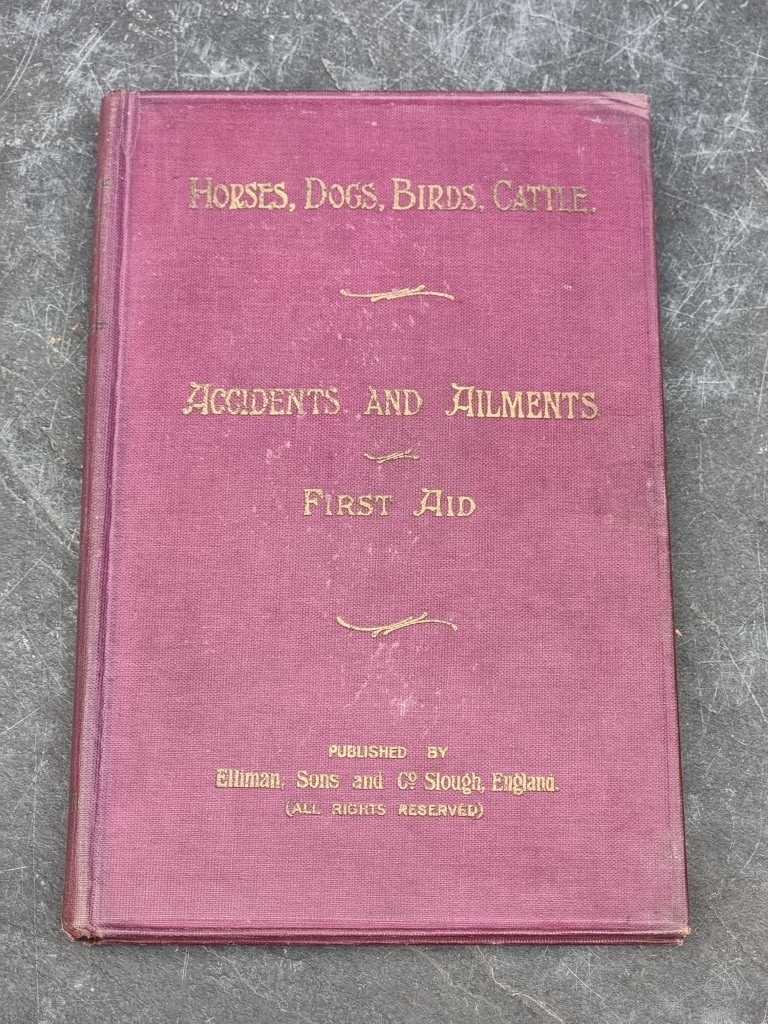 Horses, Dogs, Birds, Cattle.
Accidents and Ailments
First Aid
PUBLISHED BY
Elliman, Sons and Co Slough, England.
(ALL RIGHTS RESERVED)